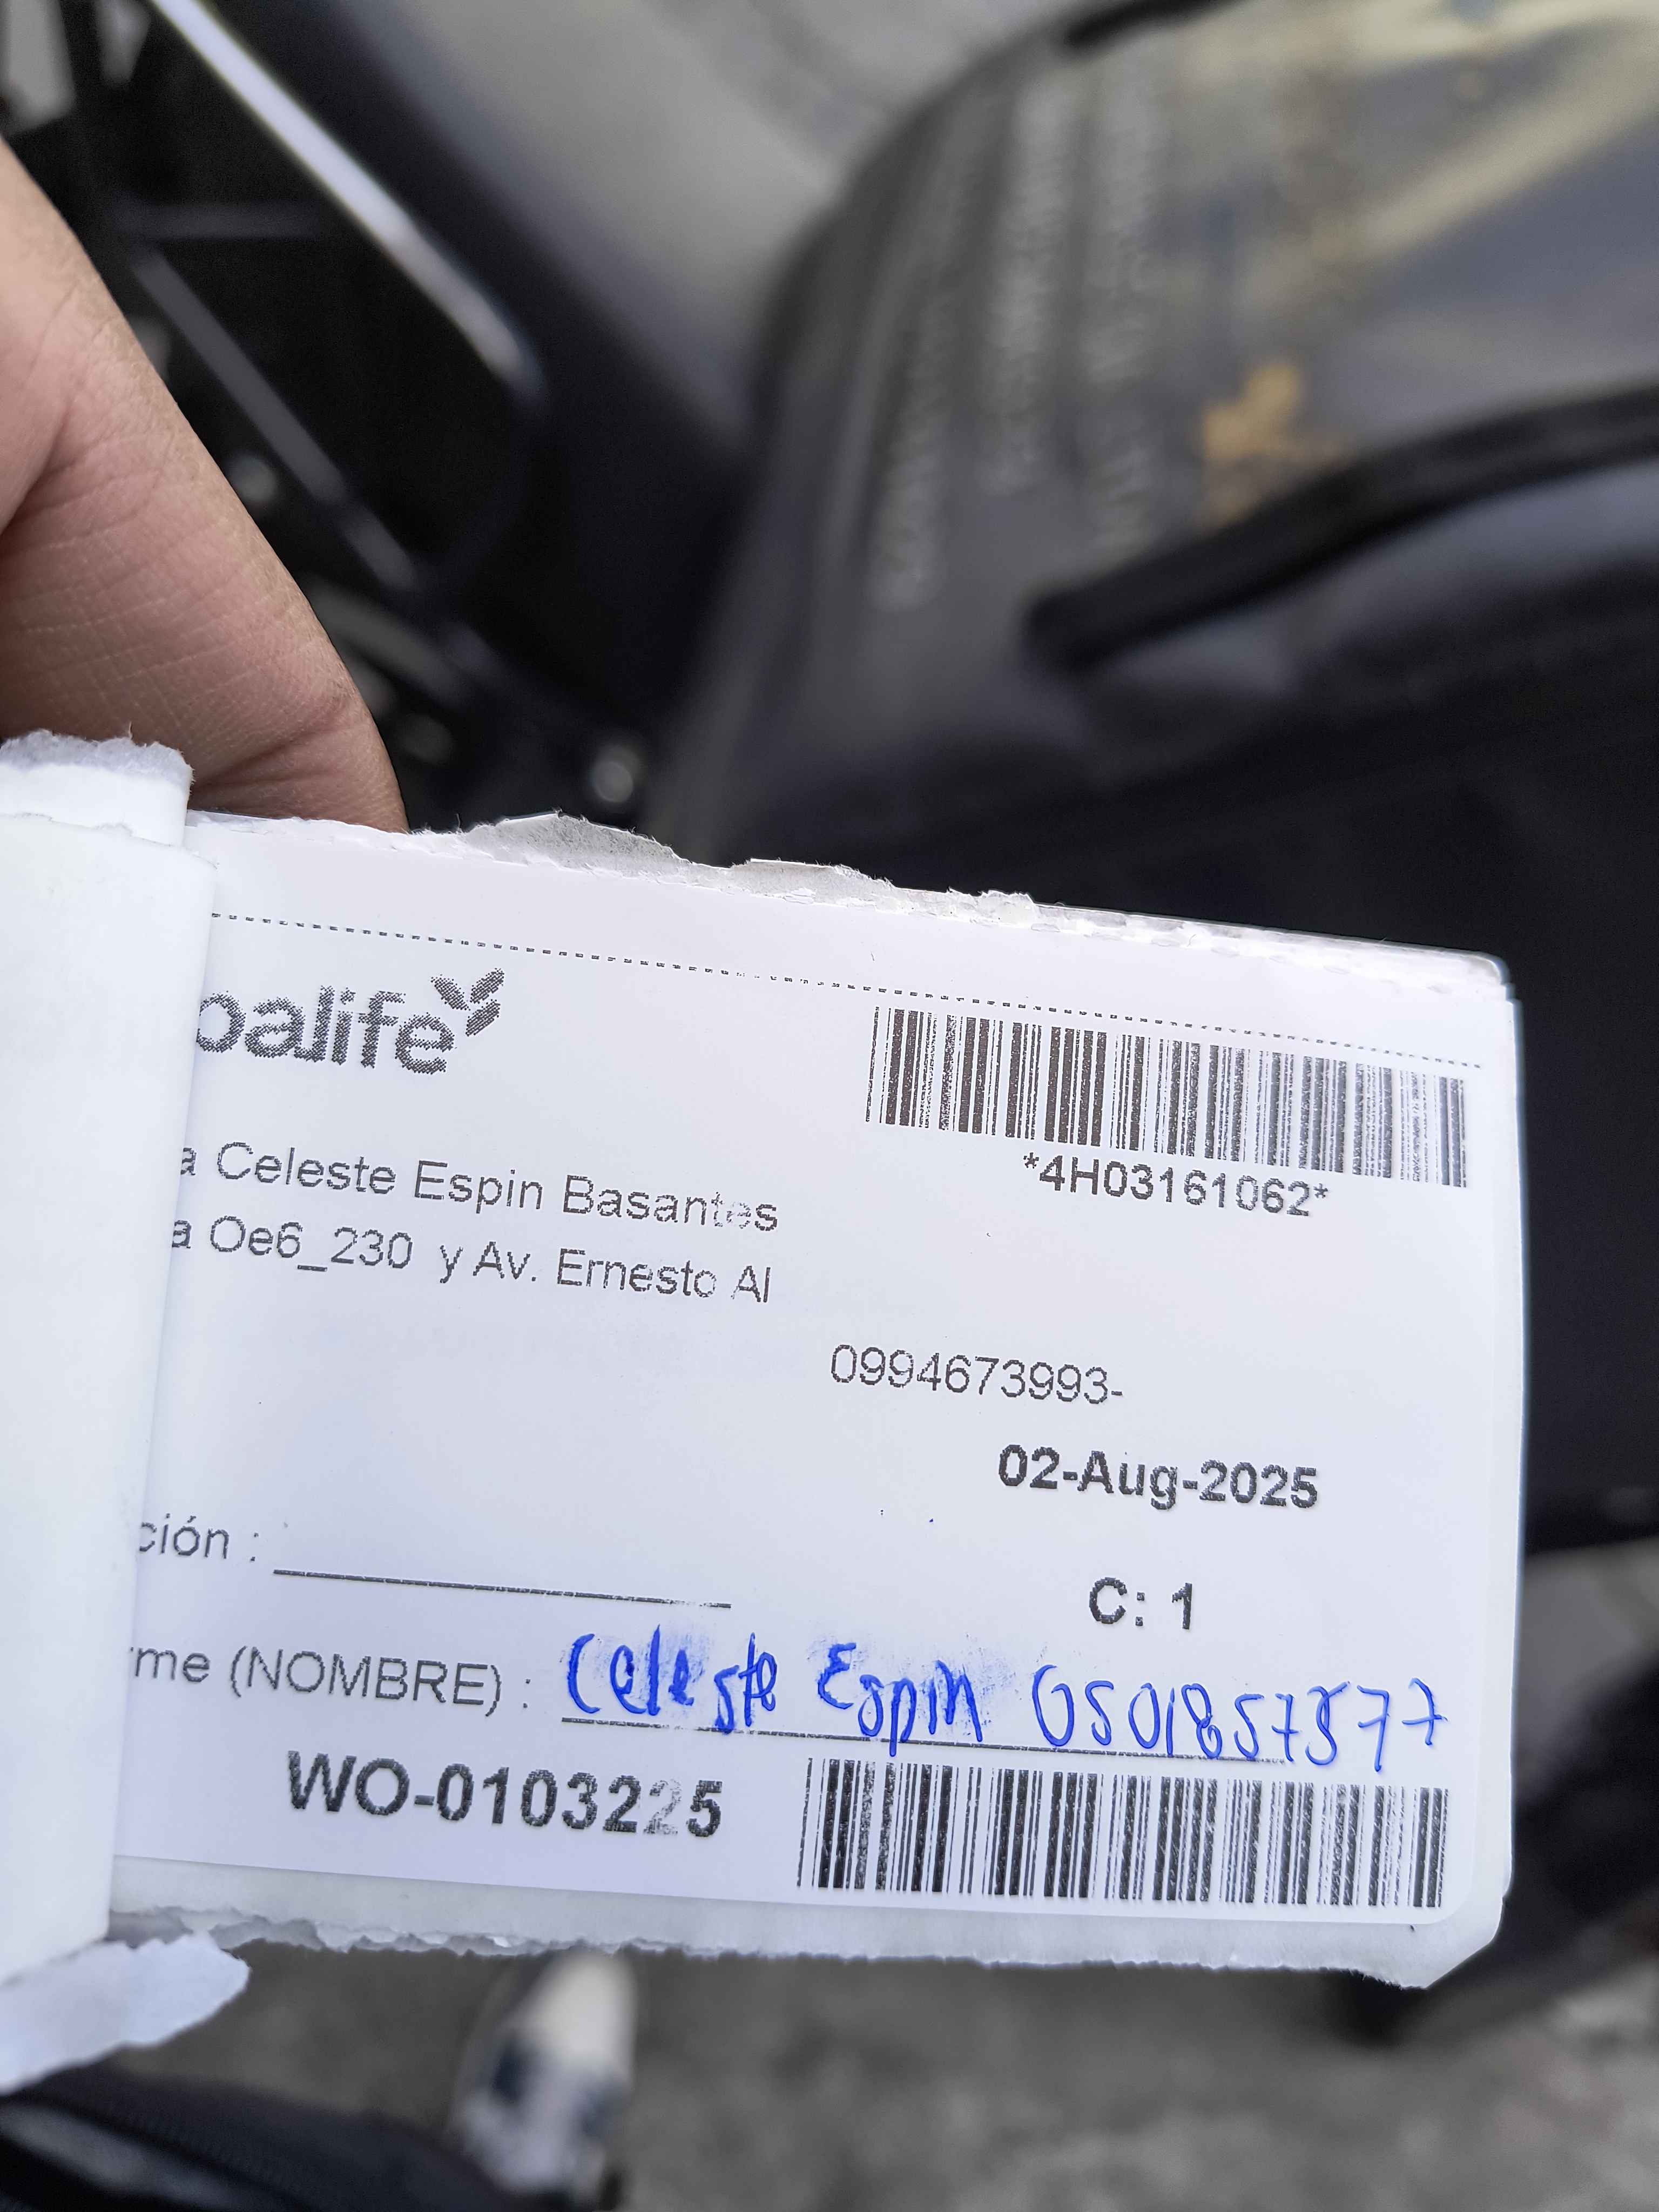 balife
a Celeste Espin Basantes
*4H03161062*
a Oe6_230 y Av. Ernesto Al
0994673993-
02-Aug-2025
ción :
C: 1
rme (NOMBRE) : Celeste Espin 0501857577
WO-0103225